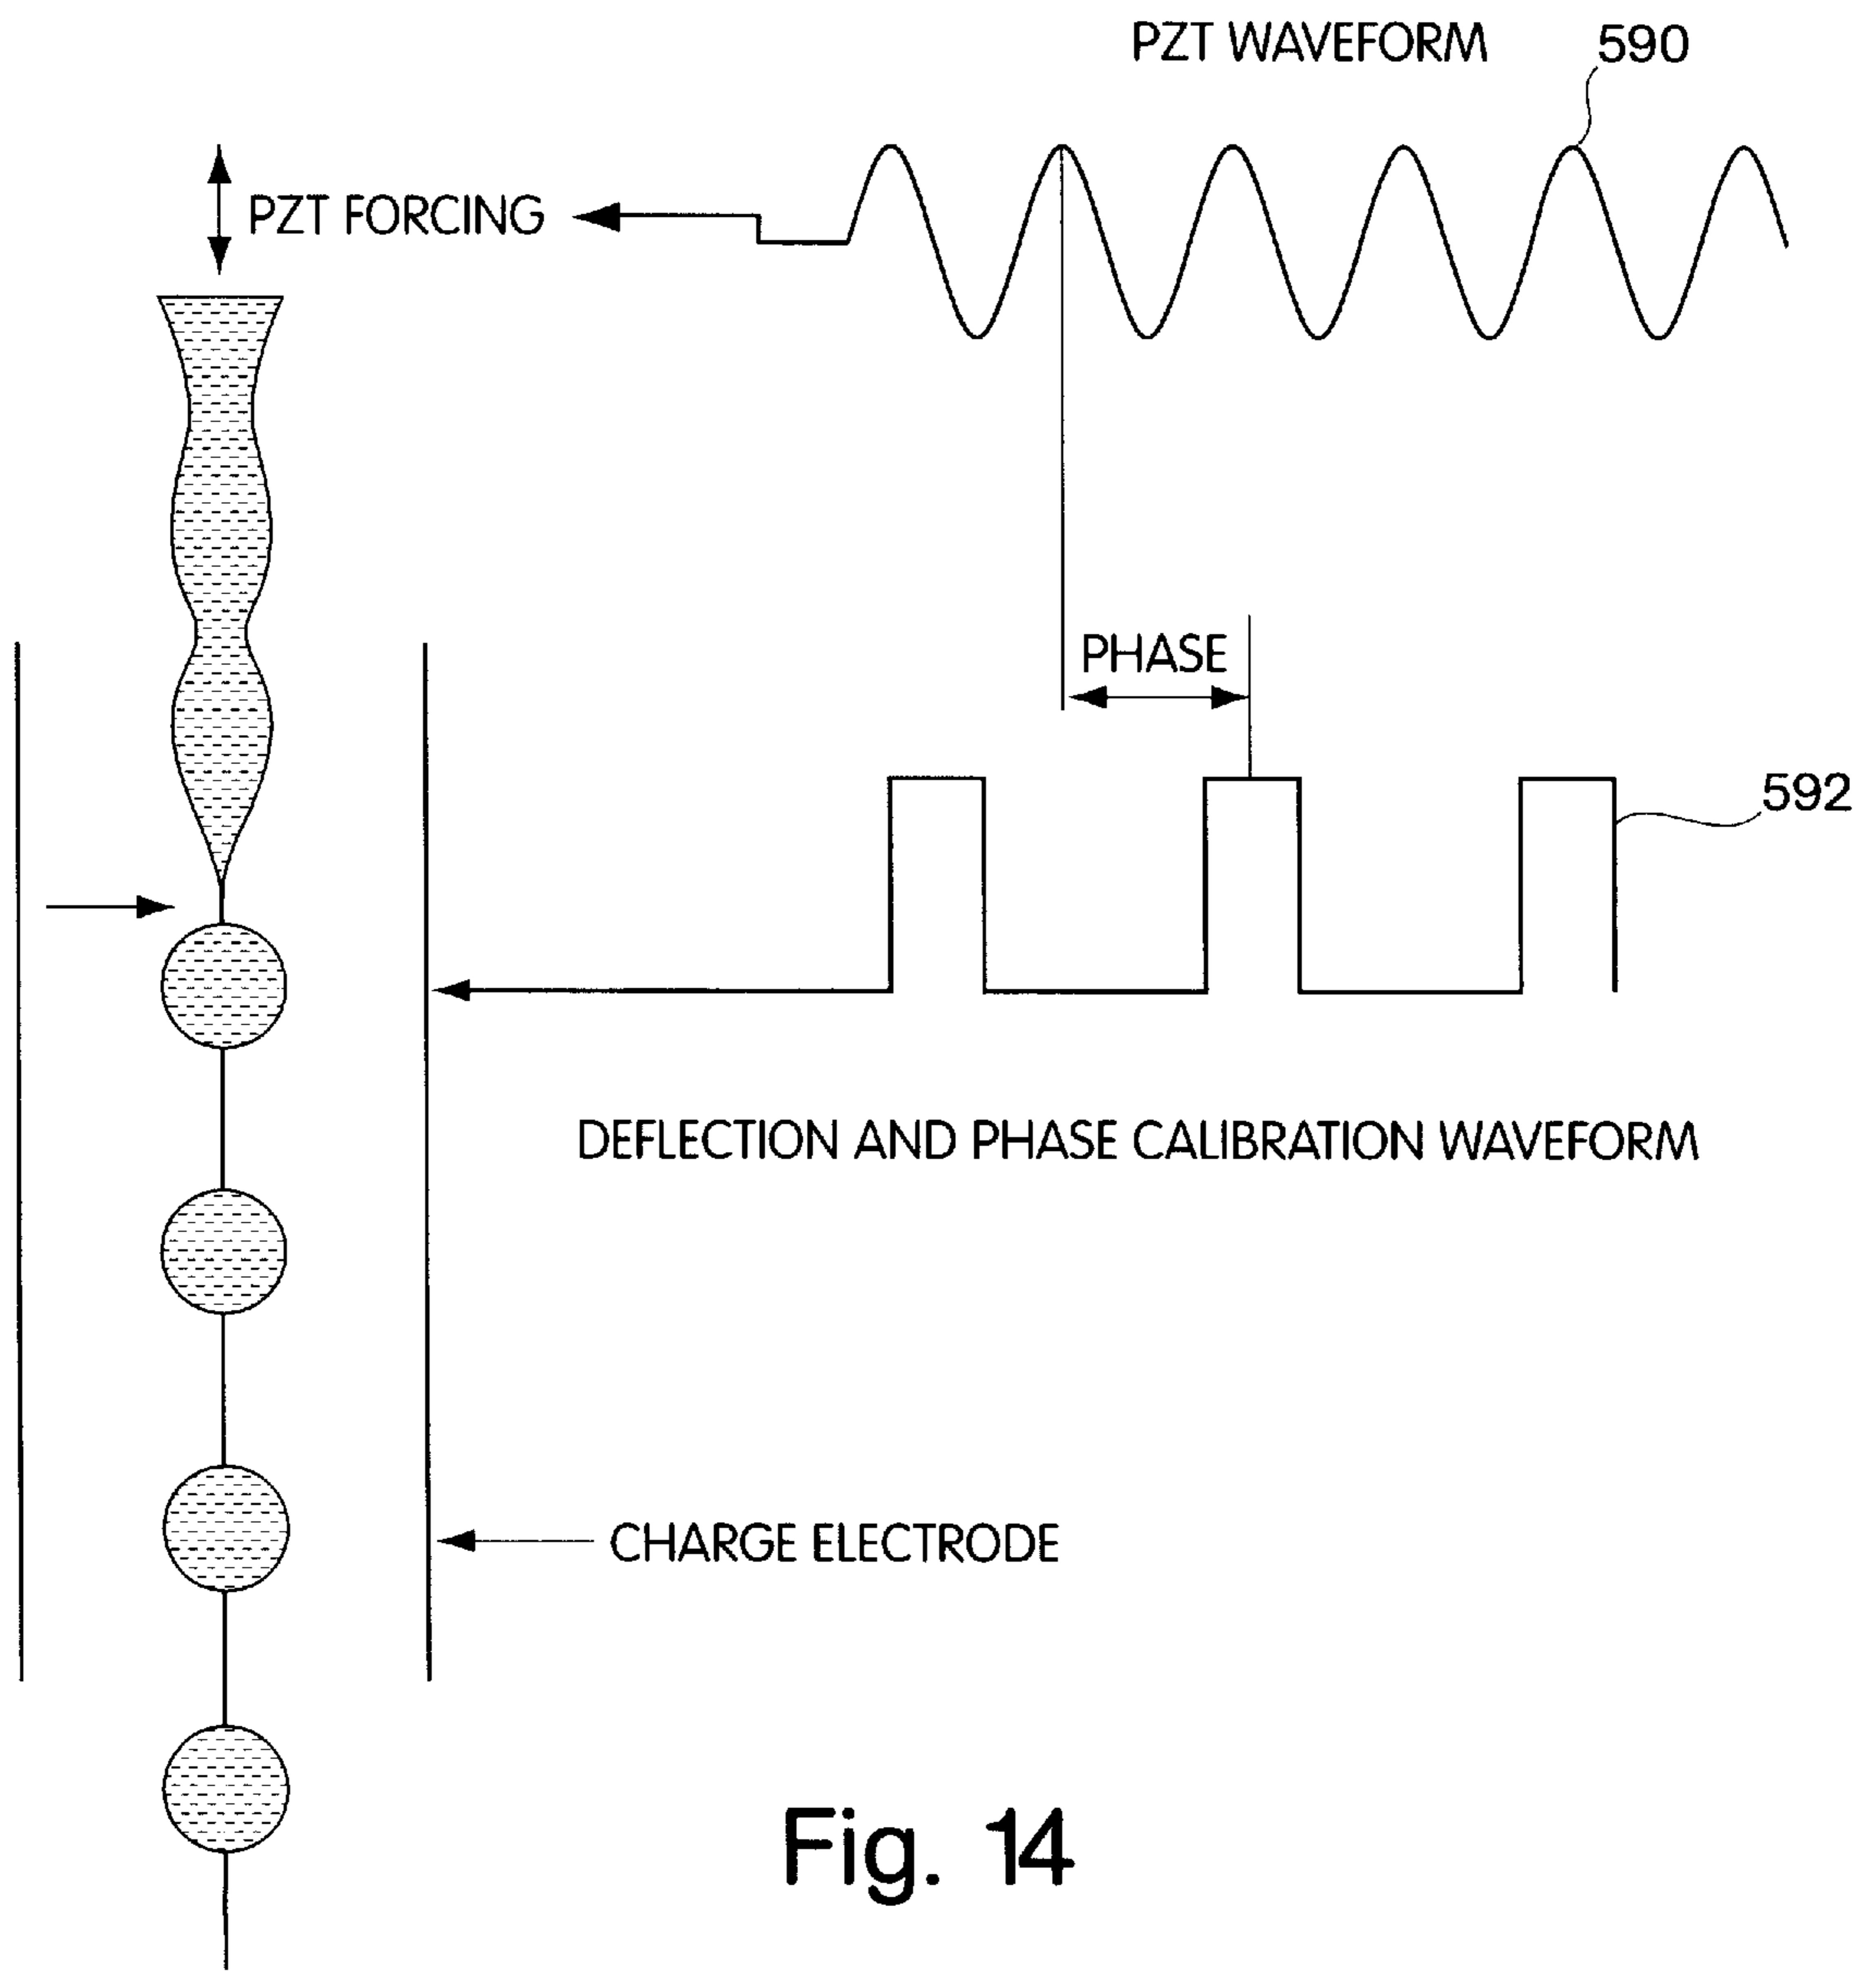 PZT WAVEFORM
590
PZT FORCING
PHASE
592
DEFLECTION AND PHASE CALIBRATION WAVEFORM
CHARGE ELECTRODE
Fig. 14